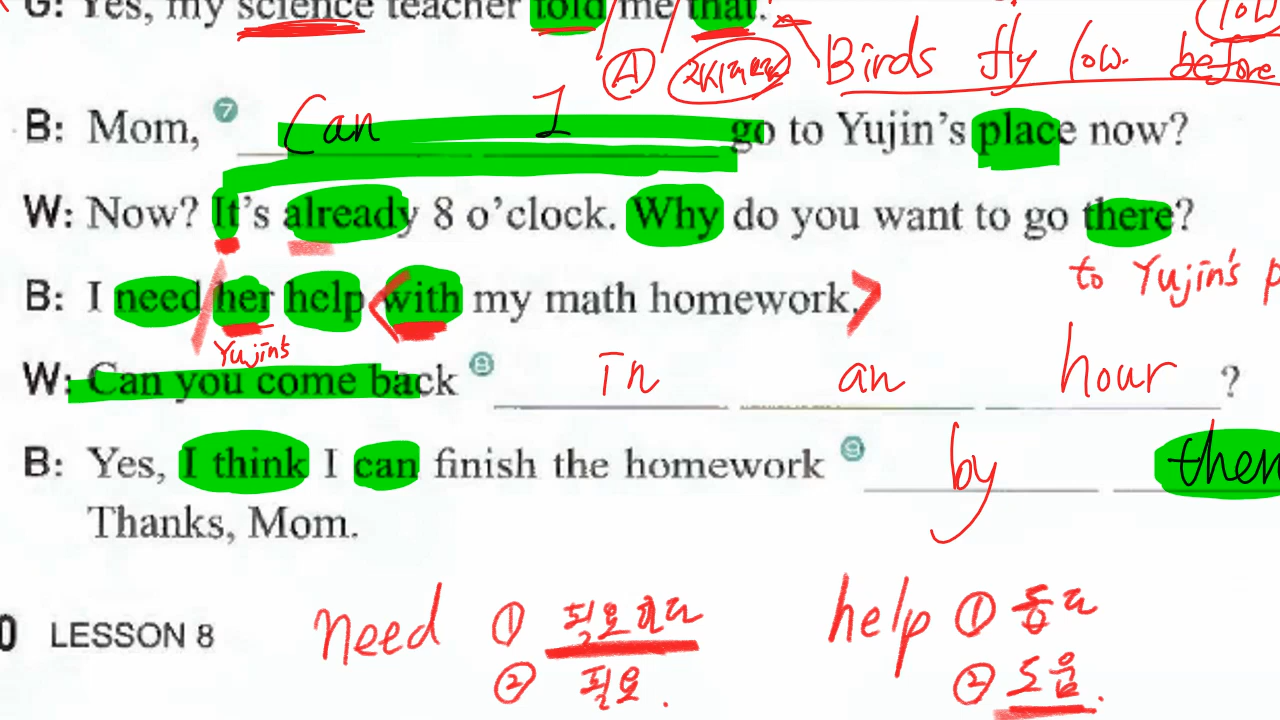 G: Yes, my science teacher told me that.
low
A
Birds fly low. before
B: Mom, 7 Can I go to Yujin's place now?
W: Now? It's already 8 o'clock. Why do you want to go there?
to Yujin's p
B: I need her help <with my math homework.>
Yujin's
W: Can you come back 8 in an hour ?
B: Yes, I think I can finish the homework 9 by then
Thanks, Mom.
0 LESSON 8
need ① 필요하다
② 필요.
help ① 돕다
② 도움.